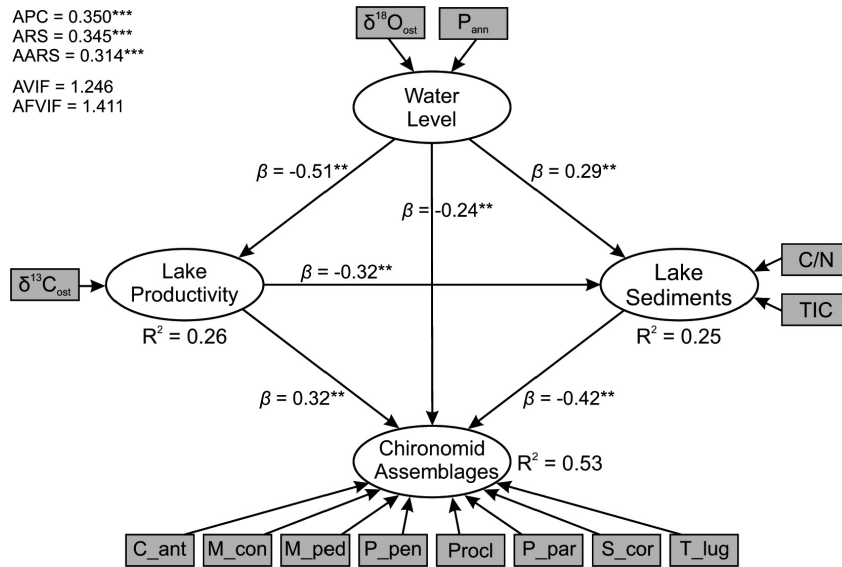 APC = 0.350***
ARS = 0.345***
AARS = 0.314***
AVIF = 1.246
AFVIF = 1.411
δ¹⁸Oₒₛₜ
Pₐₙₙ
Water
Level
β = -0.51**
β = 0.29**
β = -0.24**
δ¹³Cₒₛₜ
Lake
Productivity
R² = 0.26
β = -0.32**
Lake
Sediments
R² = 0.25
C/N
TIC
β = 0.32**
β = -0.42**
Chironomid
Assemblages
R² = 0.53
C_ant
M_con
M_ped
P_pen
Procl
P_par
S_cor
T_lug